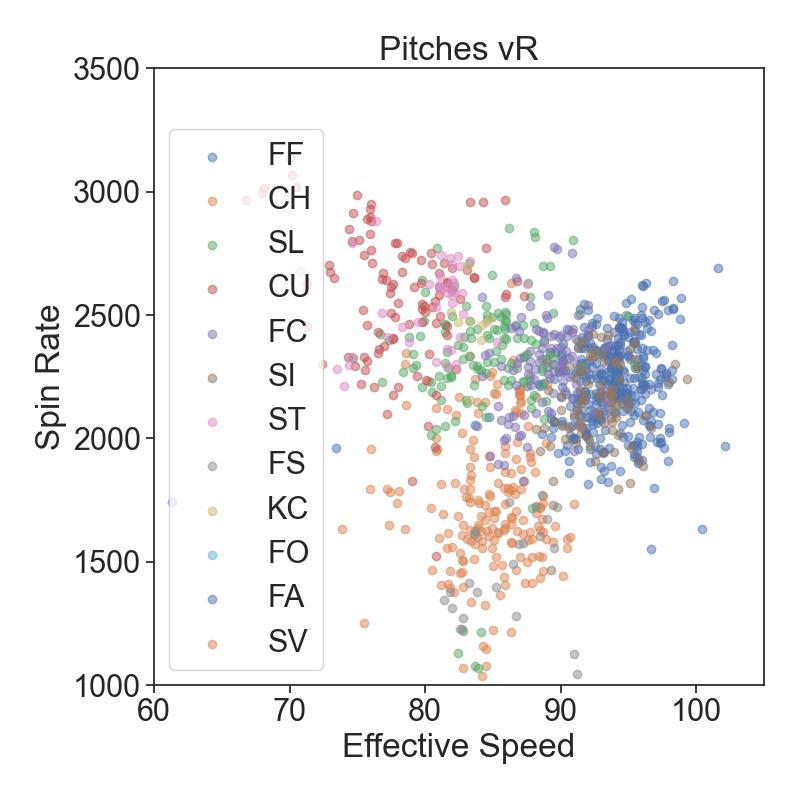 Pitches vR
3500
3000
2500
2000
1500
1000
Spin Rate
FF
CH
SL
CU
FC
SI
ST
FS
KC
FO
FA
SV
60 70 80 90 100
Effective Speed